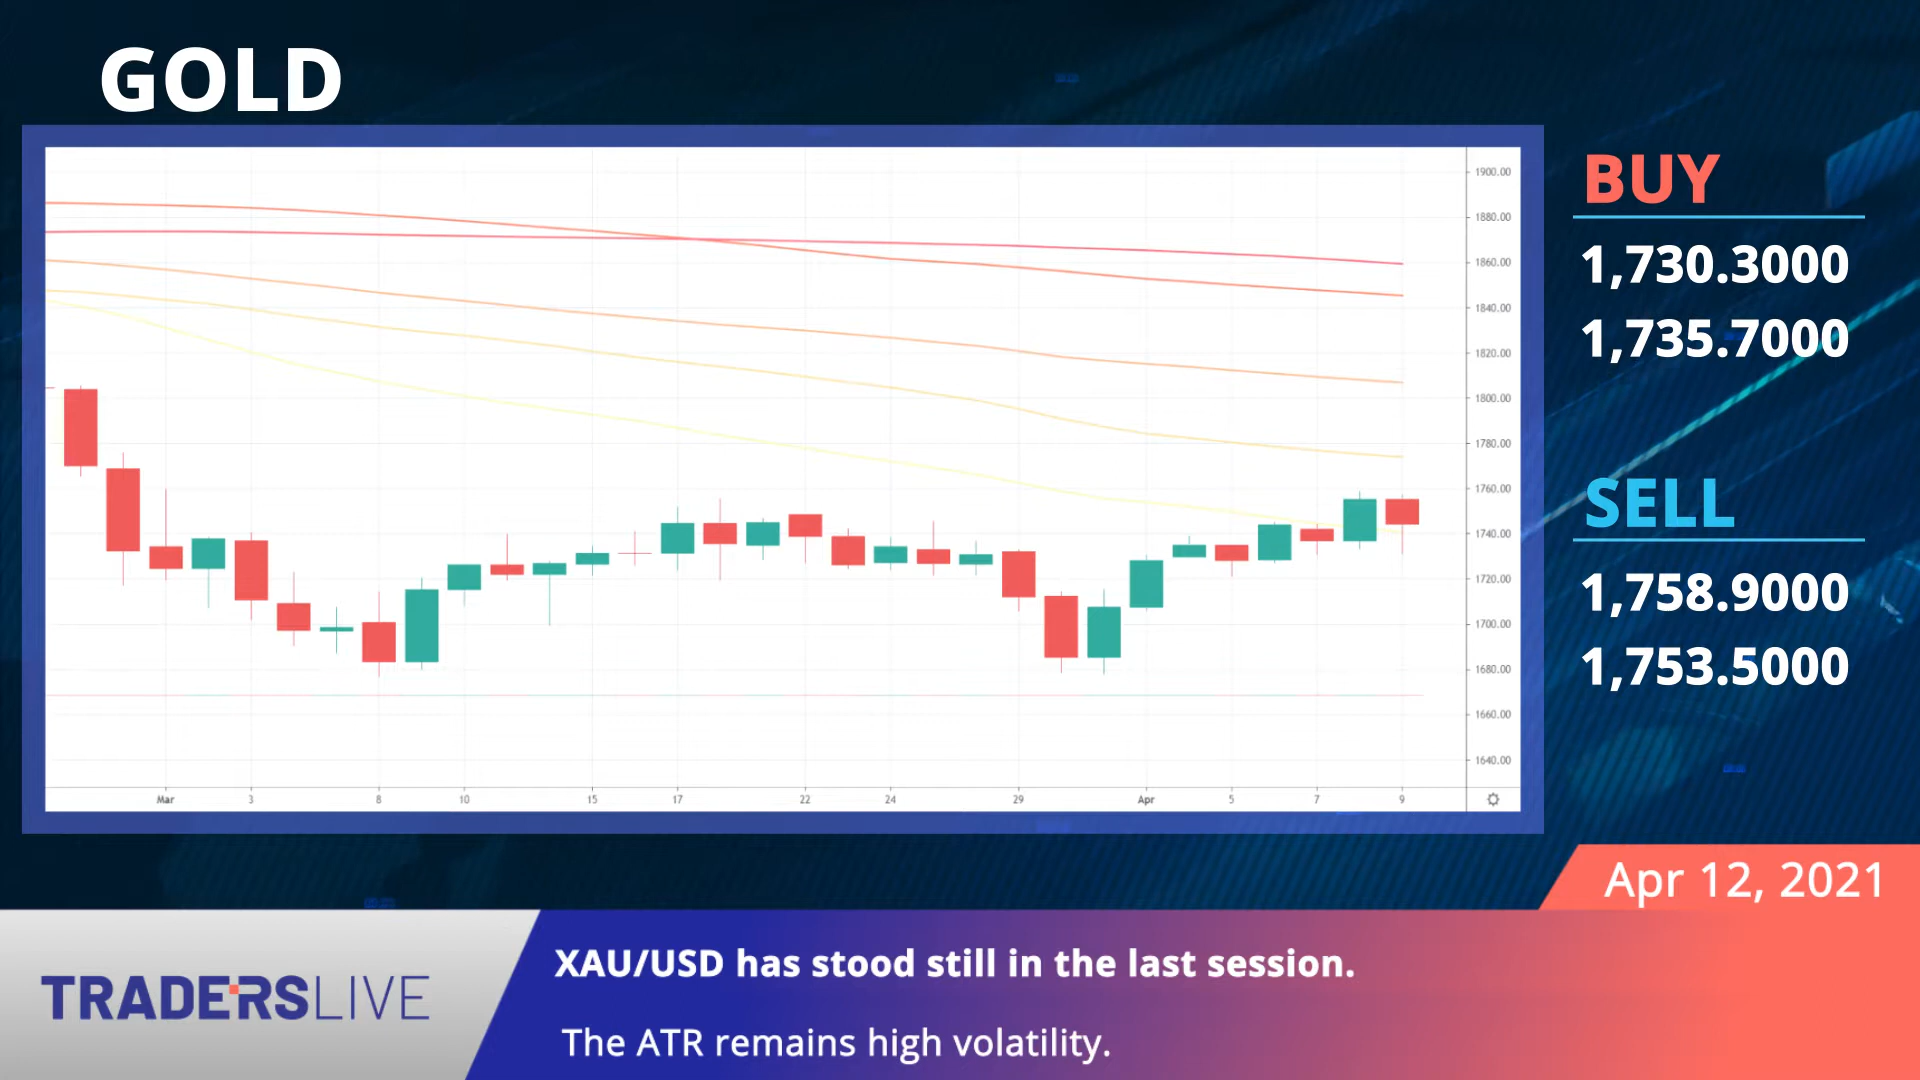 GOLD
1900.00
1880.00
1860.00
1840.00
1820.00
1800.00
1780.00
1760.00
1740.00
1720.00
1700.00
1680.00
1660.00
1640.00
Mar 3 8 10 15 17 22 24 29 Apr 5 7 9
BUY
1,730.3000
1,735.7000
SELL
1,758.9000
1,753.5000
Apr 12, 2021
TRADERSLIVE
XAU/USD has stood still in the last session.
The ATR remains high volatility.